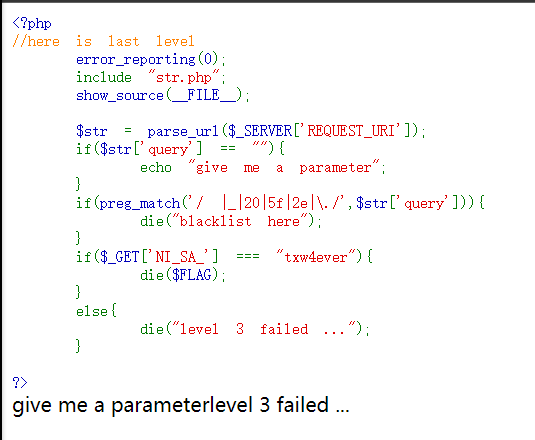 <?php
//here is last level
error_reporting(0);
include "str.php";
show_source(__FILE__);
$str = parse_url($_SERVER['REQUEST_URI']);
if($str['query'] == ""){
echo "give me a parameter";
}
if(preg_match('/ |_|20|5f|2e|\./',$str['query'])){
die("blacklist here");
}
if($_GET['NI_SA_'] === "txw4ever"){
die($FLAG);
}
else{
die("level 3 failed ...");
}
?>
give me a parameterlevel 3 failed ...